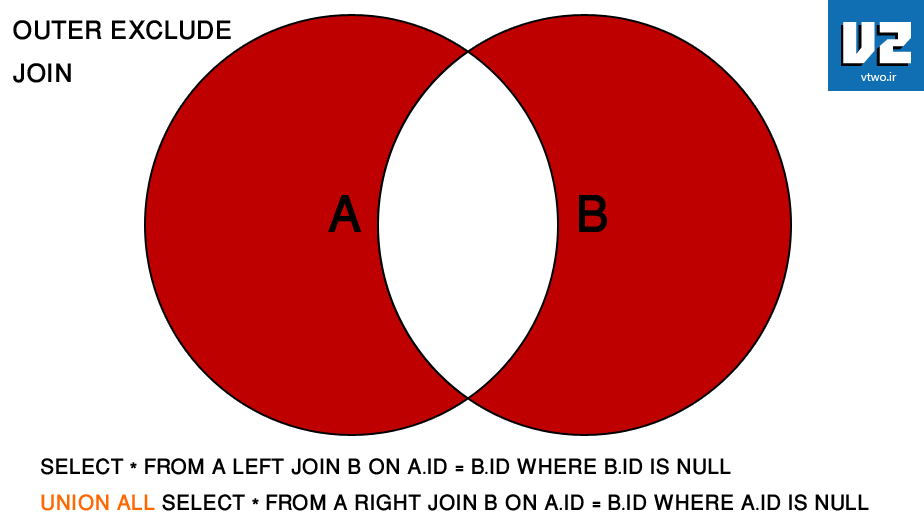 OUTER EXCLUDE
JOIN
VZ
vtwo.ir
A
B
SELECT * FROM A LEFT JOIN B ON A.ID = B.ID WHERE B.ID IS NULL
UNION ALL SELECT * FROM A RIGHT JOIN B ON A.ID = B.ID WHERE A.ID IS NULL